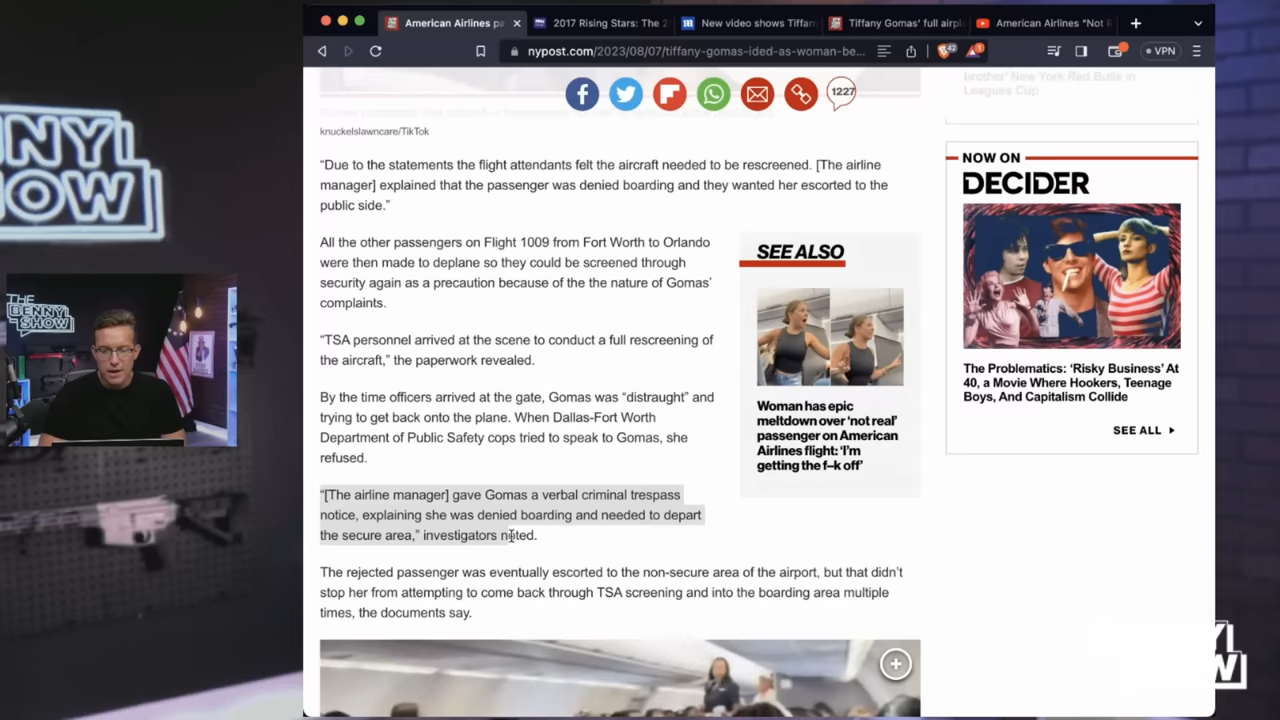 American Airlines pa
2017 Rising Stars: The 2
New video shows Tiffan
Tiffany Gomas' full airpl
American Airlines "Not R
nypost.com/2023/08/07/tiffany-gomas-ided-as-woman-be...
VPN
1227
brother' New York Red Bulls in
Leagues Cup
knuckelslawncare/TikTok
“Due to the statements the flight attendants felt the aircraft needed to be rescreened. [The airline
manager] explained that the passenger was denied boarding and they wanted her escorted to the
public side.”
All the other passengers on Flight 1009 from Fort Worth to Orlando
were then made to deplane so they could be screened through
security again as a precaution because of the the nature of Gomas’
complaints.
“TSA personnel arrived at the scene to conduct a full rescreening of
the aircraft,” the paperwork revealed.
By the time officers arrived at the gate, Gomas was “distraught” and
trying to get back onto the plane. When Dallas-Fort Worth
Department of Public Safety cops tried to speak to Gomas, she
refused.
“[The airline manager] gave Gomas a verbal criminal trespass
notice, explaining she was denied boarding and needed to depart
the secure area,” investigators noted.
The rejected passenger was eventually escorted to the non-secure area of the airport, but that didn’t
stop her from attempting to come back through TSA screening and into the boarding area multiple
times, the documents say.
SEE ALSO
Woman has epic
meltdown over ‘not real’
passenger on American
Airlines flight: ‘I’m
getting the f–k off’
NOW ON
DECIDER
The Problematics: ‘Risky Business’ At
40, a Movie Where Hookers, Teenage
Boys, And Capitalism Collide
SEE ALL
THE
BENNY
SHOW